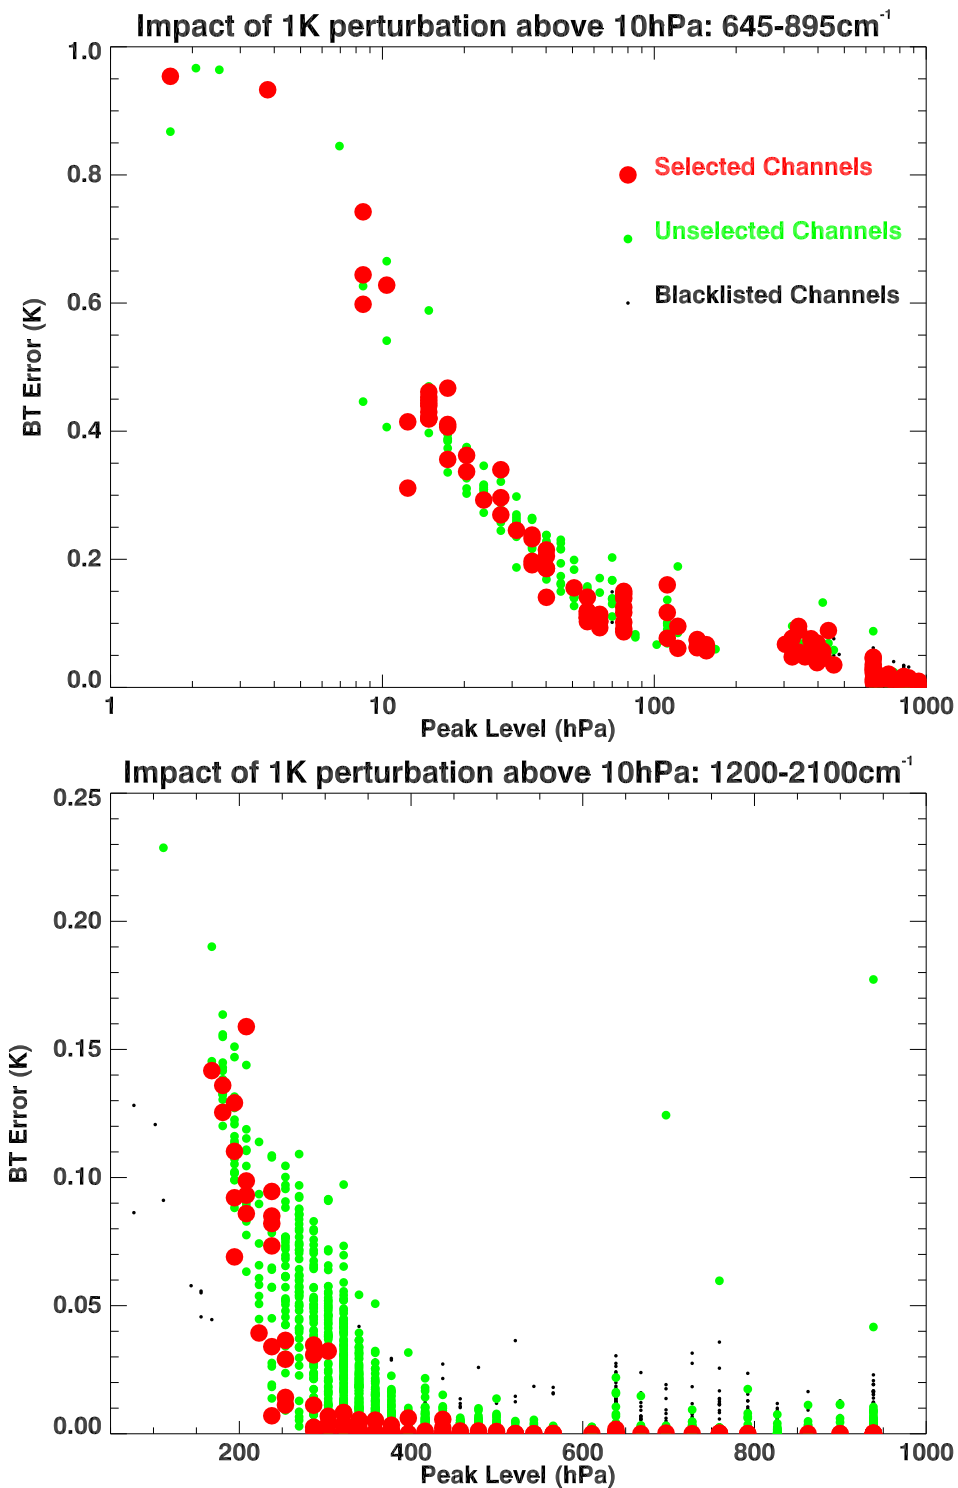 Impact of 1K perturbation above 10hPa: 645-895cm⁻¹
1.0
0.8
0.6
0.4
0.2
0.0
BT Error (K)
Selected Channels
Unselected Channels
Blacklisted Channels
1 10 100 1000
Peak Level (hPa)
Impact of 1K perturbation above 10hPa: 1200-2100cm⁻¹
0.25
0.20
0.15
0.10
0.05
0.00
BT Error (K)
200 400 600 800 1000
Peak Level (hPa)